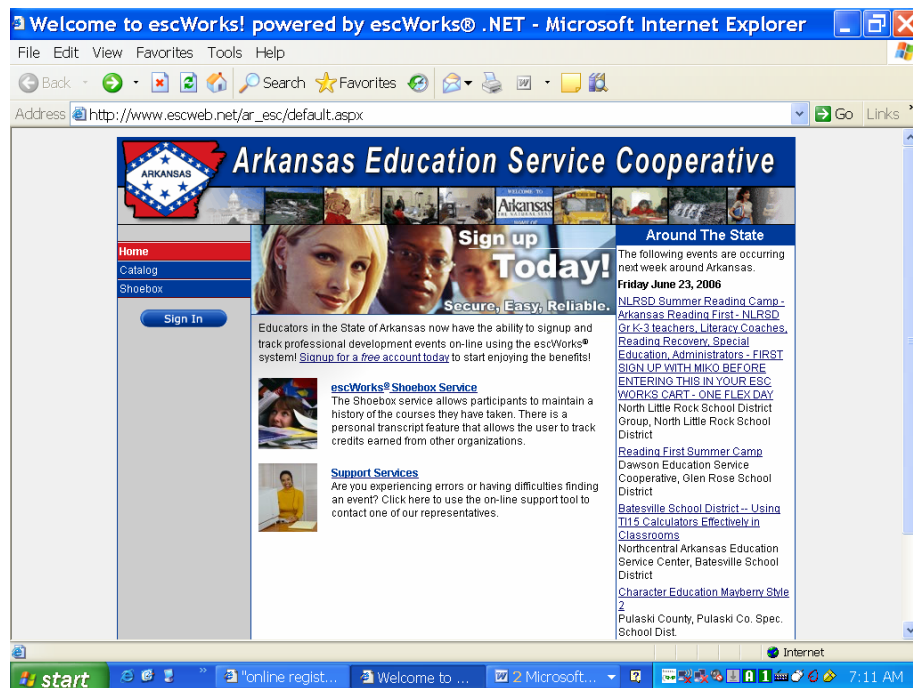 Welcome to escWorks! powered by escWorks® .NET - Microsoft Internet Explorer
File Edit View Favorites Tools Help
Back Search Favorites
Address http://www.escweb.net/ar_esc/default.aspx Go Links
ARKANSAS
Arkansas Education Service Cooperative
WELCOME TO
Arkansas
Home
Catalog
Shoebox
Sign In
Sign up
Today!
Secure, Easy, Reliable.
Educators in the State of Arkansas now have the ability to signup and
track professional development events on-line using the escWorks®
system! Signup for a free account today to start enjoying the benefits!
escWorks® Shoebox Service
The Shoebox service allows participants to maintain a
history of the courses they have taken. There is a
personal transcript feature that allows the user to track
credits earned from other organizations.
Support Services
Are you experiencing errors or having difficulties finding
an event? Click here to use the on-line support tool to
contact one of our representatives.
Around The State
The following events are occurring
next week around Arkansas.
Friday June 23, 2006
NLRSD Summer Reading Camp -
Arkansas Reading First - NLRSD
Gr K-3 teachers, Literacy Coaches,
Reading Recovery, Special
Education, Administrators - FIRST
SIGN UP WITH MIKO BEFORE
ENTERING THIS IN YOUR ESC
WORKS CART - ONE FLEX DAY
North Little Rock School District
Group, North Little Rock School
District
Reading First Summer Camp
Dawson Education Service
Cooperative, Glen Rose School
District
Batesville School District -- Using
TI15 Calculators Effectively in
Classrooms
Northcentral Arkansas Education
Service Center, Batesville School
District
Character Education Mayberry Style
2
Pulaski County, Pulaski Co. Spec.
School Dist.
Internet
start "online regist... Welcome to ... 2 Microsoft... 7:11 AM